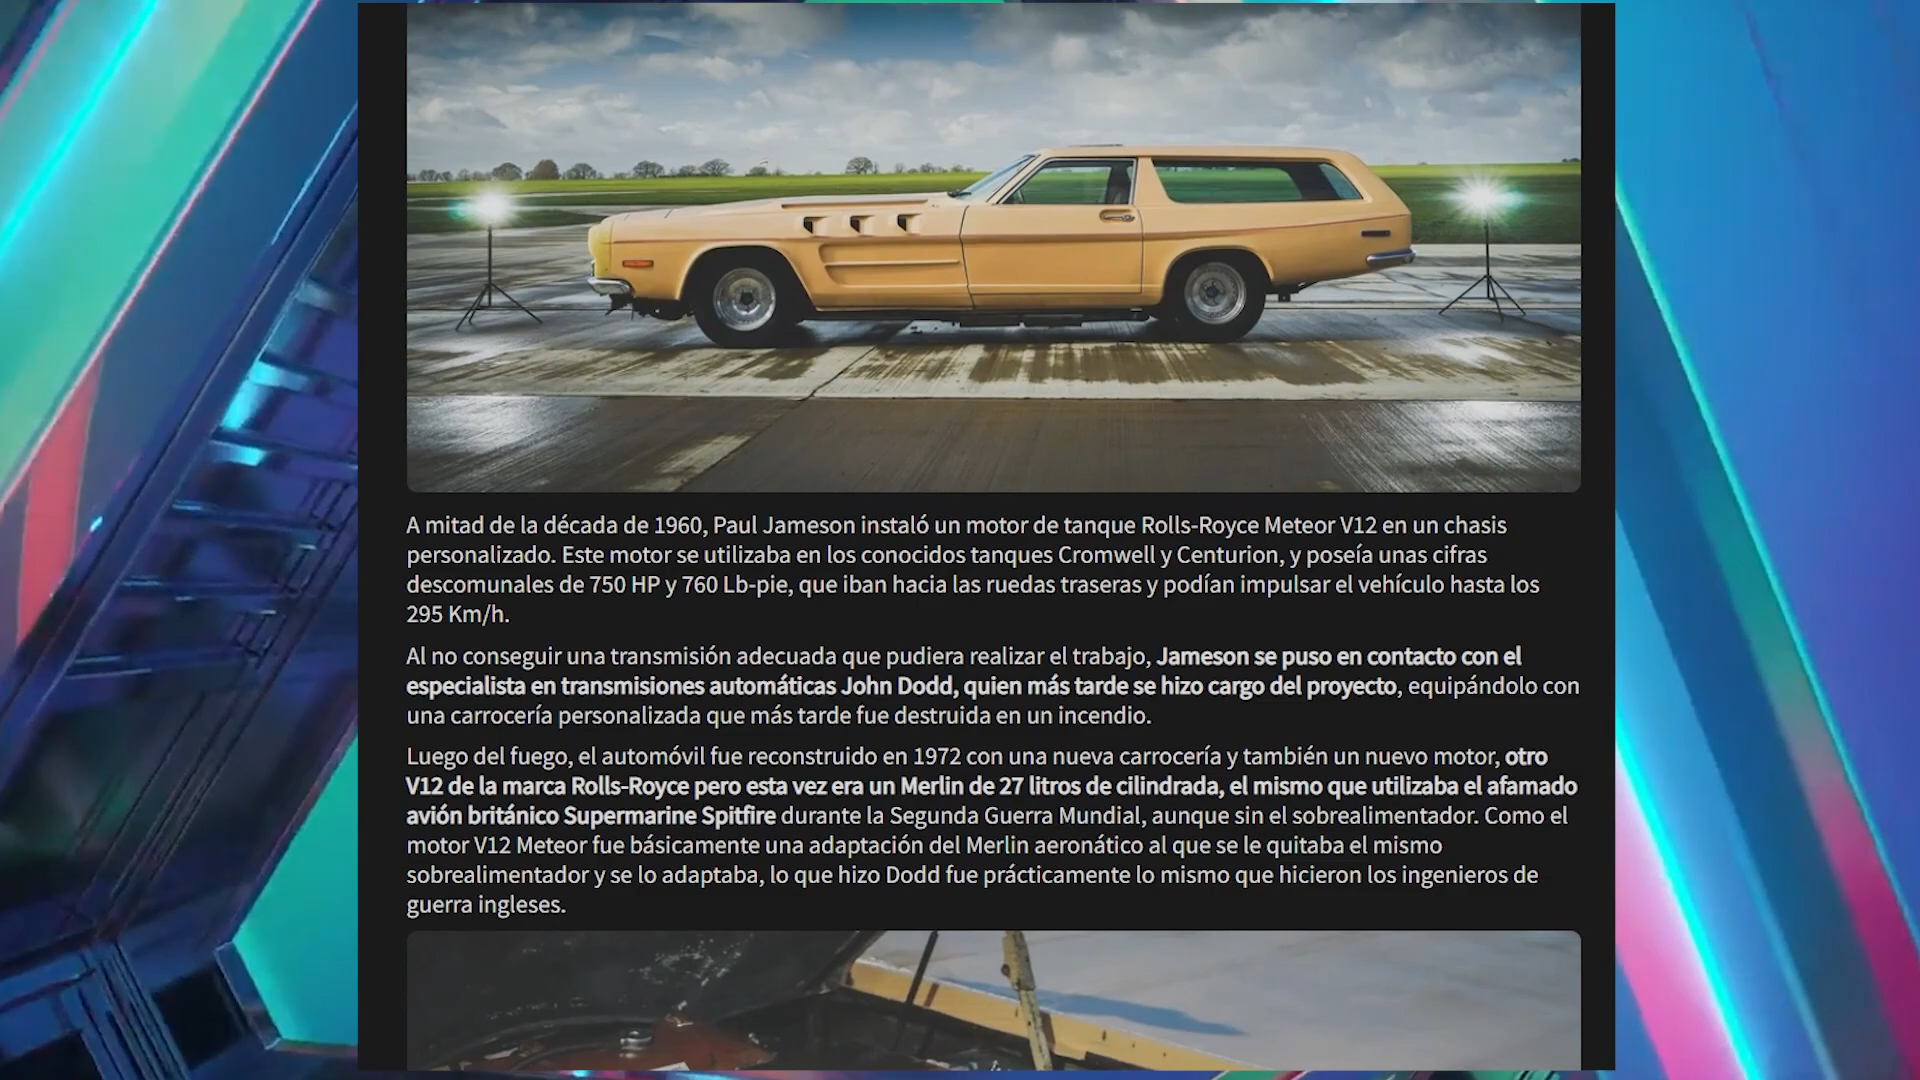 A mitad de la década de 1960, Paul Jameson instaló un motor de tanque Rolls-Royce Meteor V12 en un chasis
personalizado. Este motor se utilizaba en los conocidos tanques Cromwell y Centurion, y poseía unas cifras
descomunales de 750 HP y 760 Lb-pie, que iban hacia las ruedas traseras y podían impulsar el vehículo hasta los
295 Km/h.
Al no conseguir una transmisión adecuada que pudiera realizar el trabajo, Jameson se puso en contacto con el
especialista en transmisiones automáticas John Dodd, quien más tarde se hizo cargo del proyecto, equipándolo con
una carrocería personalizada que más tarde fue destruida en un incendio.
Luego del fuego, el automóvil fue reconstruido en 1972 con una nueva carrocería y también un nuevo motor, otro
V12 de la marca Rolls-Royce pero esta vez era un Merlin de 27 litros de cilindrada, el mismo que utilizaba el afamado
avión británico Supermarine Spitfire durante la Segunda Guerra Mundial, aunque sin el sobrealimentador. Como el
motor V12 Meteor fue básicamente una adaptación del Merlin aeronático al que se le quitaba el mismo
sobrealimentador y se lo adaptaba, lo que hizo Dodd fue prácticamente lo mismo que hicieron los ingenieros de
guerra ingleses.